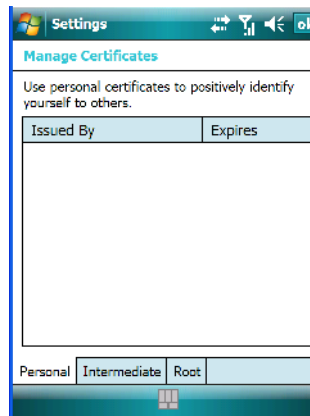 Settings
ok
Manage Certificates
Use personal certificates to positively identify
yourself to others.
Issued By Expires
Personal Intermediate Root